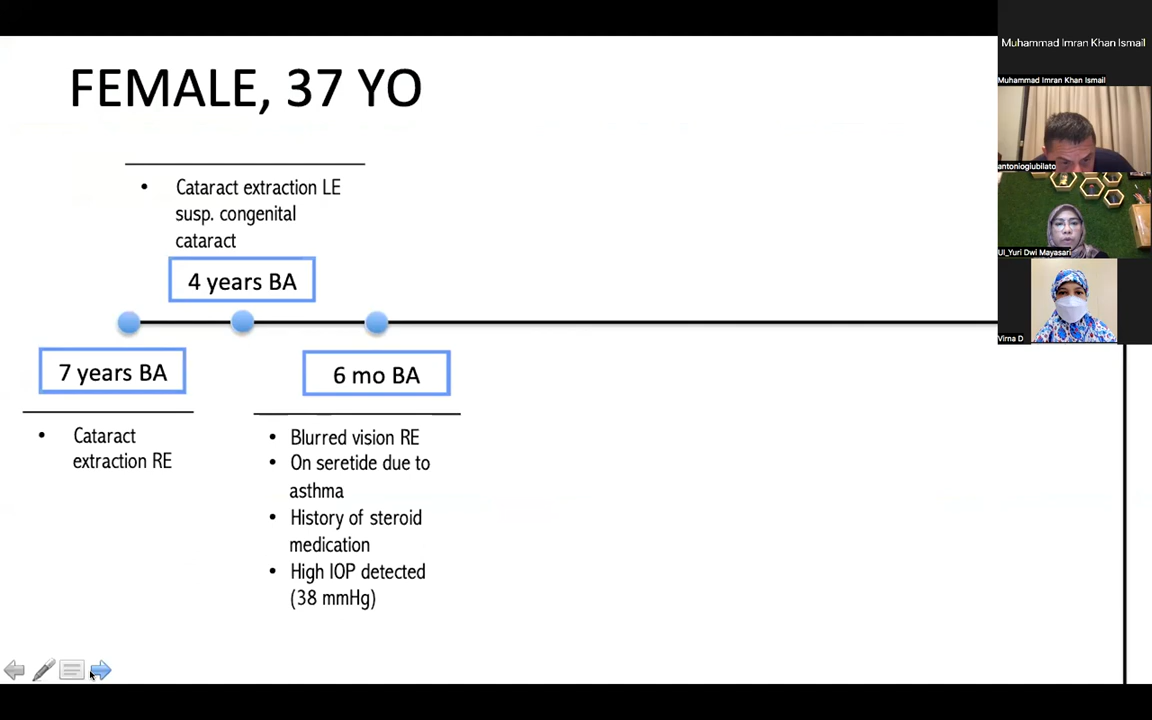 FEMALE, 37 YO
• Cataract extraction LE
susp. congenital
cataract
4 years BA
7 years BA
• Cataract
extraction RE
6 mo BA
• Blurred vision RE
• On seretide due to
asthma
• History of steroid
medication
• High IOP detected
(38 mmHg)
Muhammad Imran Khan Ismail
Muhammad Imran Khan Ismail
antoniogiubilato
UI_Yuri Dwi Mayasari
Virna D